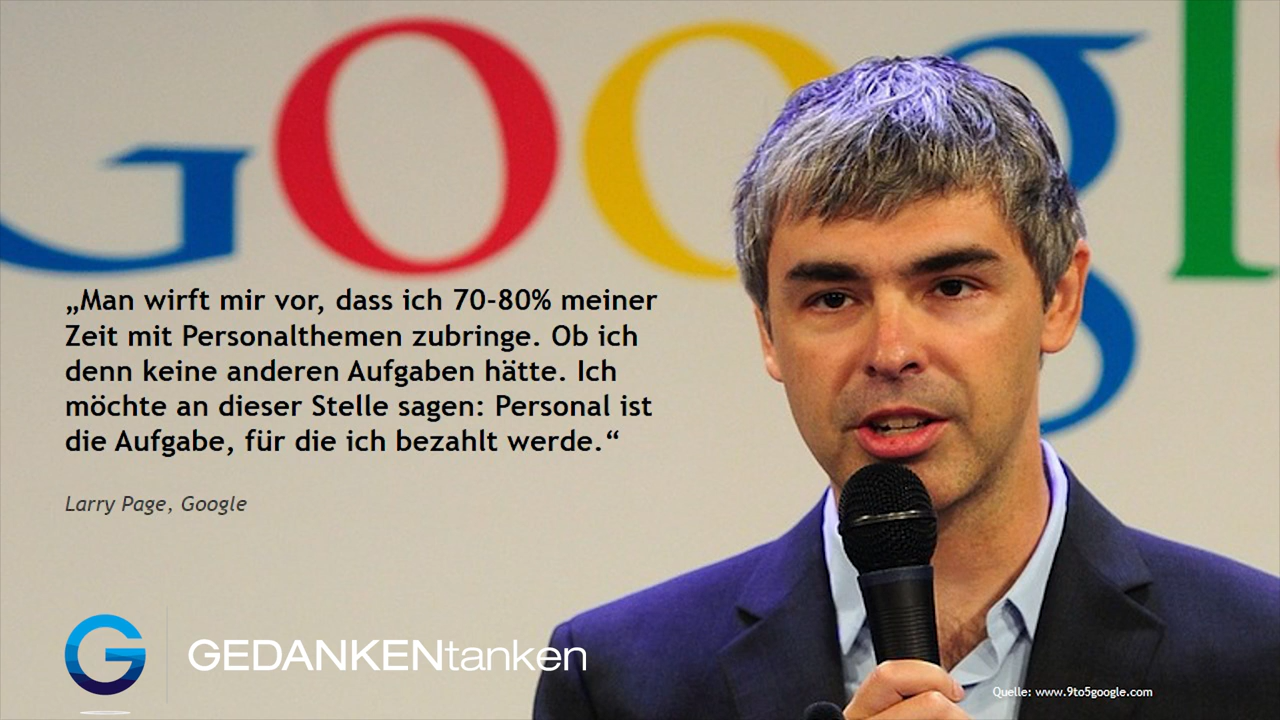 Googl
„Man wirft mir vor, dass ich 70-80% meiner
Zeit mit Personalthemen zubringe. Ob ich
denn keine anderen Aufgaben hätte. Ich
möchte an dieser Stelle sagen: Personal ist
die Aufgabe, für die ich bezahlt werde.“
Larry Page, Google
G GEDANKENtanken
Quelle: www.9to5google.com